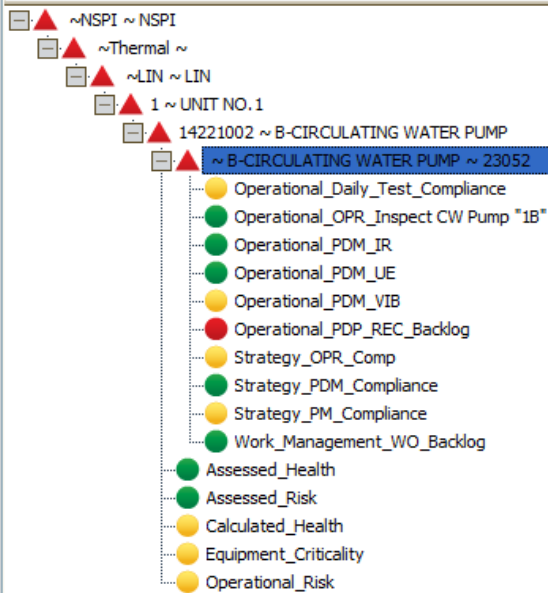 ~NSPI ~ NSPI
~Thermal ~
~LIN ~ LIN
1 ~ UNIT NO.1
14221002 ~ B-CIRCULATING WATER PUMP
~ B-CIRCULATING WATER PUMP ~ 23052
Operational_Daily_Test_Compliance
Operational_OPR_Inspect CW Pump "1B"
Operational_PDM_IR
Operational_PDM_UE
Operational_PDM_VIB
Operational_PDP_REC_Backlog
Strategy_OPR_Comp
Strategy_PDM_Compliance
Strategy_PM_Compliance
Work_Management_WO_Backlog
Assessed_Health
Assessed_Risk
Calculated_Health
Equipment_Criticality
Operational_Risk